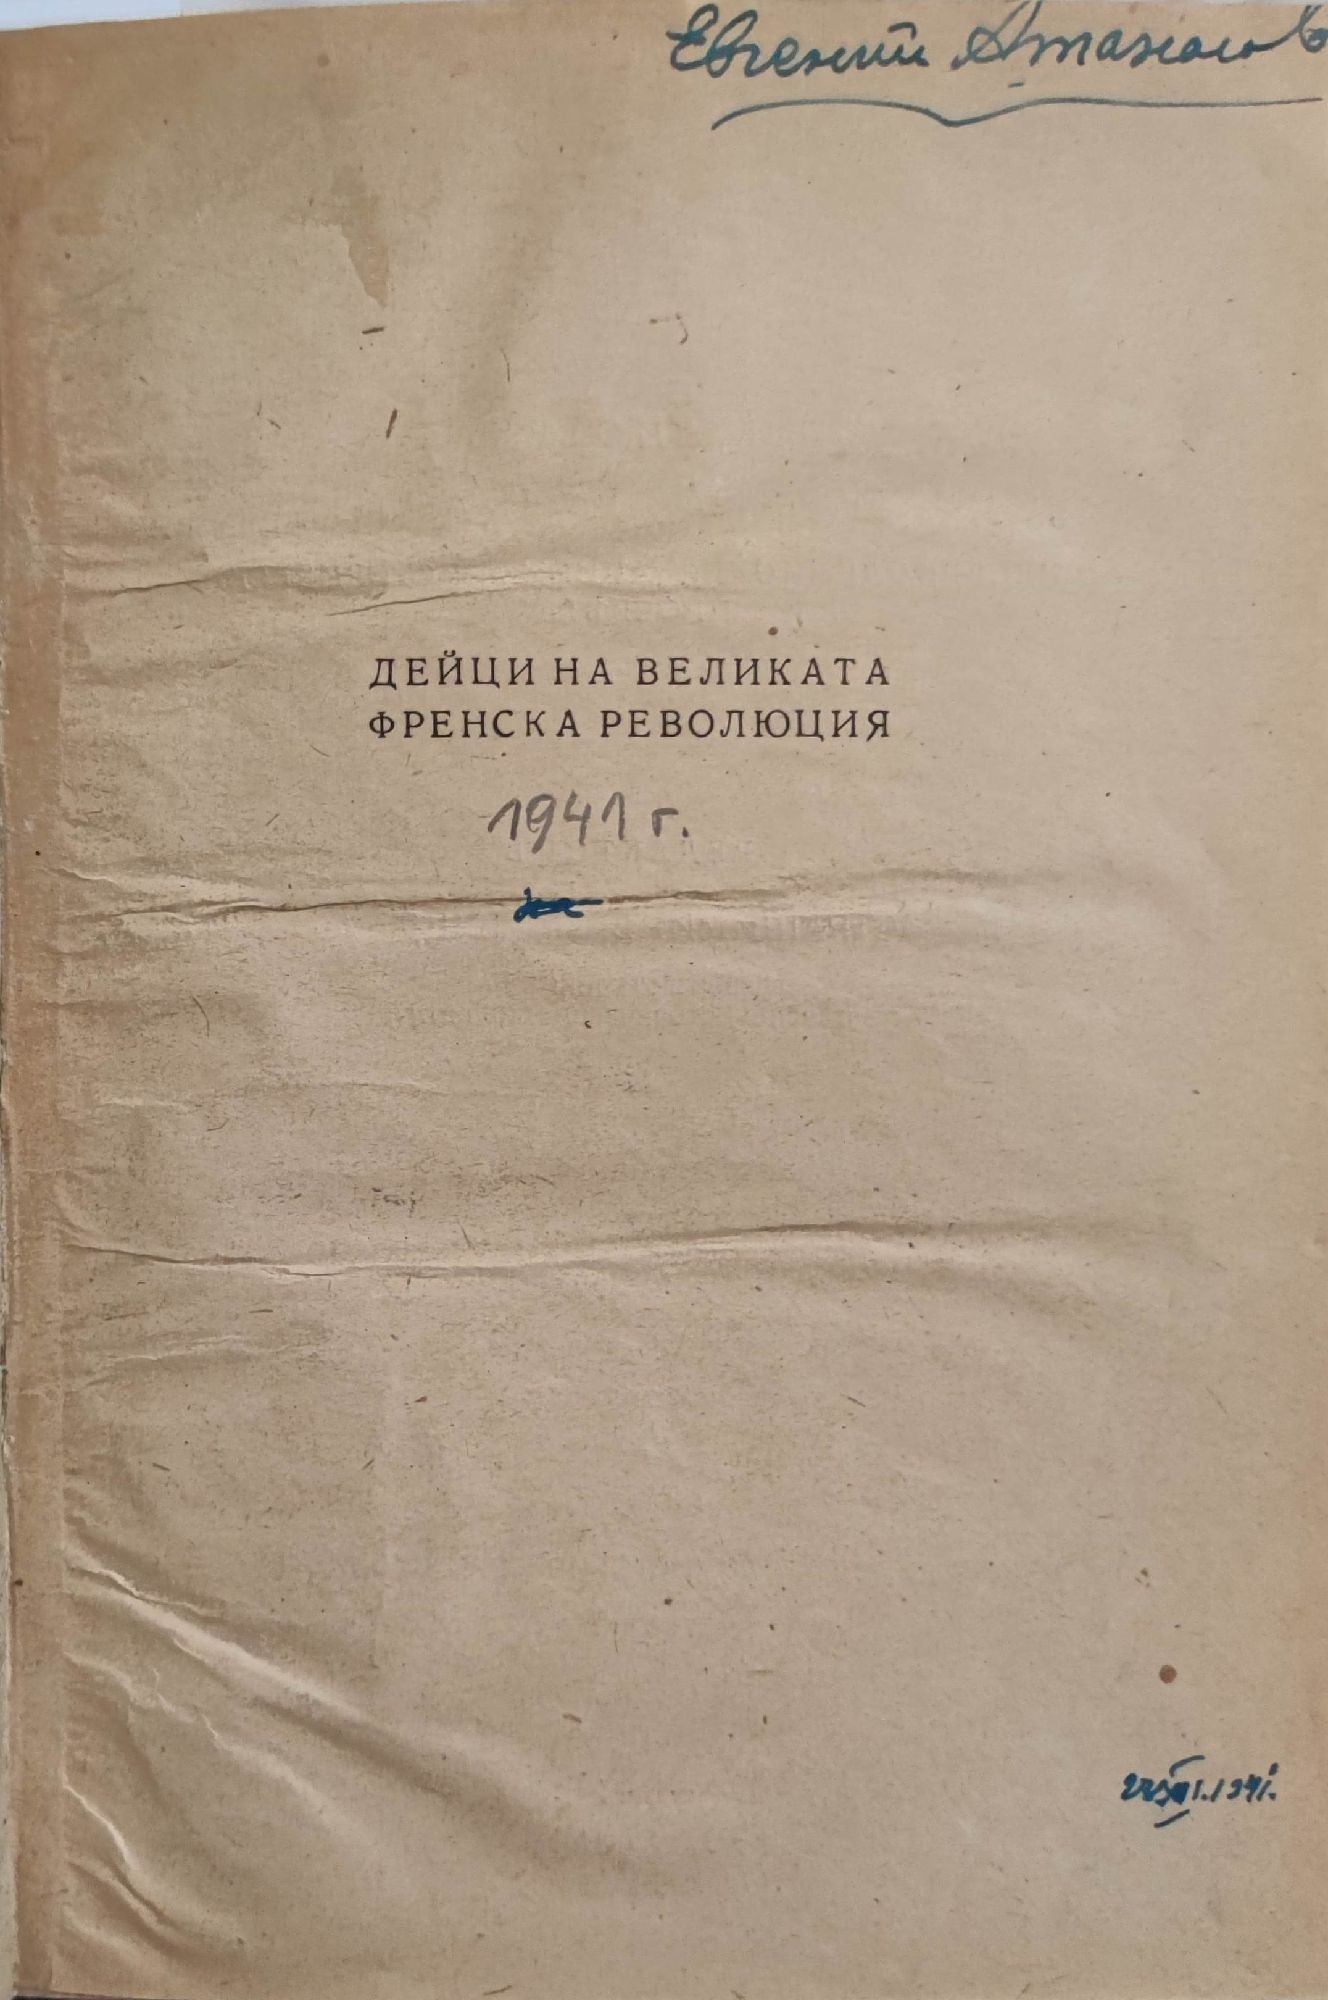 Евгений Атанасов
ДЕЙЦИ НА ВЕЛИКАТА
ФРЕНСКА РЕВОЛЮЦИЯ
1941 г.